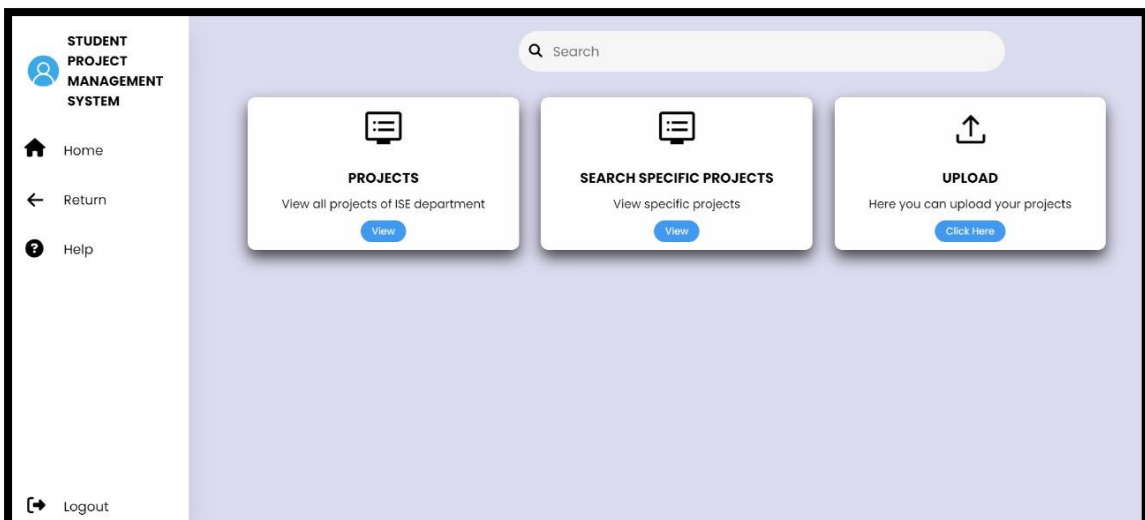 STUDENT
PROJECT
MANAGEMENT
SYSTEM
Home
Return
Help
Logout
Search
PROJECTS
View all projects of ISE department
View
SEARCH SPECIFIC PROJECTS
View specific projects
View
UPLOAD
Here you can upload your projects
Click Here